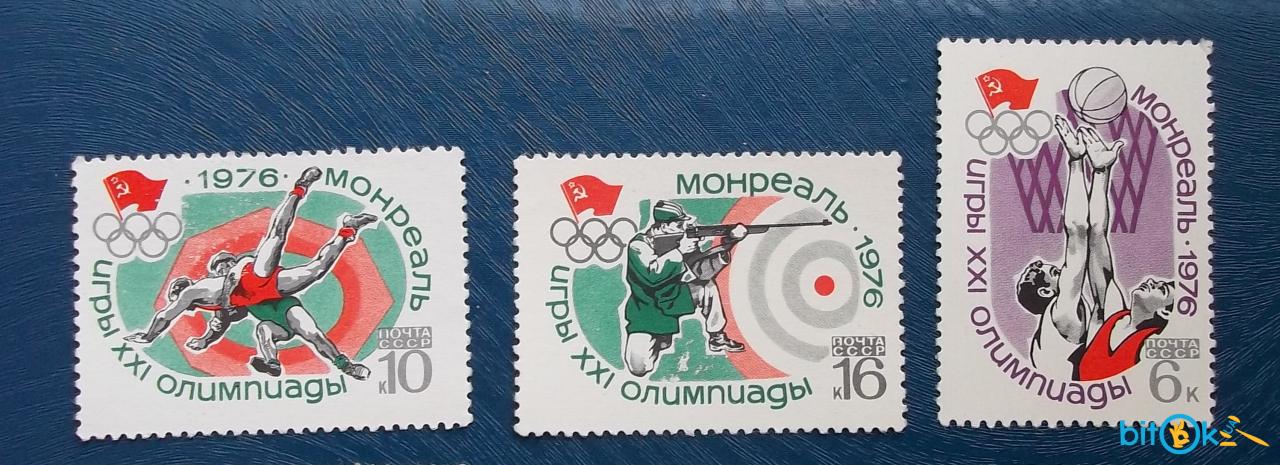 ·1976· МОНРЕАЛЬ
ИГРЫ XXI ОЛИМПИАДЫ
ПОЧТА
СССР
к10
МОНРЕАЛЬ · 1976
ИГРЫ XXI ОЛИМПИАДЫ
ПОЧТА
СССР
к16
МОНРЕАЛЬ · 1976
ИГРЫ XXI ОЛИМПИАДЫ
ПОЧТА
СССР
6к
bitok